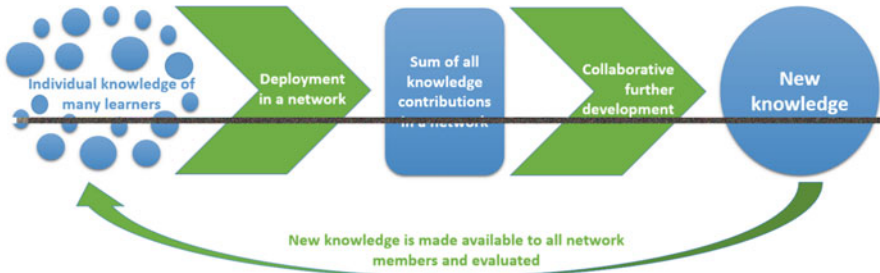 Individual knowledge of
many learners
Deployment
in a network
Sum of all
knowledge
contributions
in a network
Collaborative
further
development
New
knowledge
New knowledge is made available to all network
members and evaluated